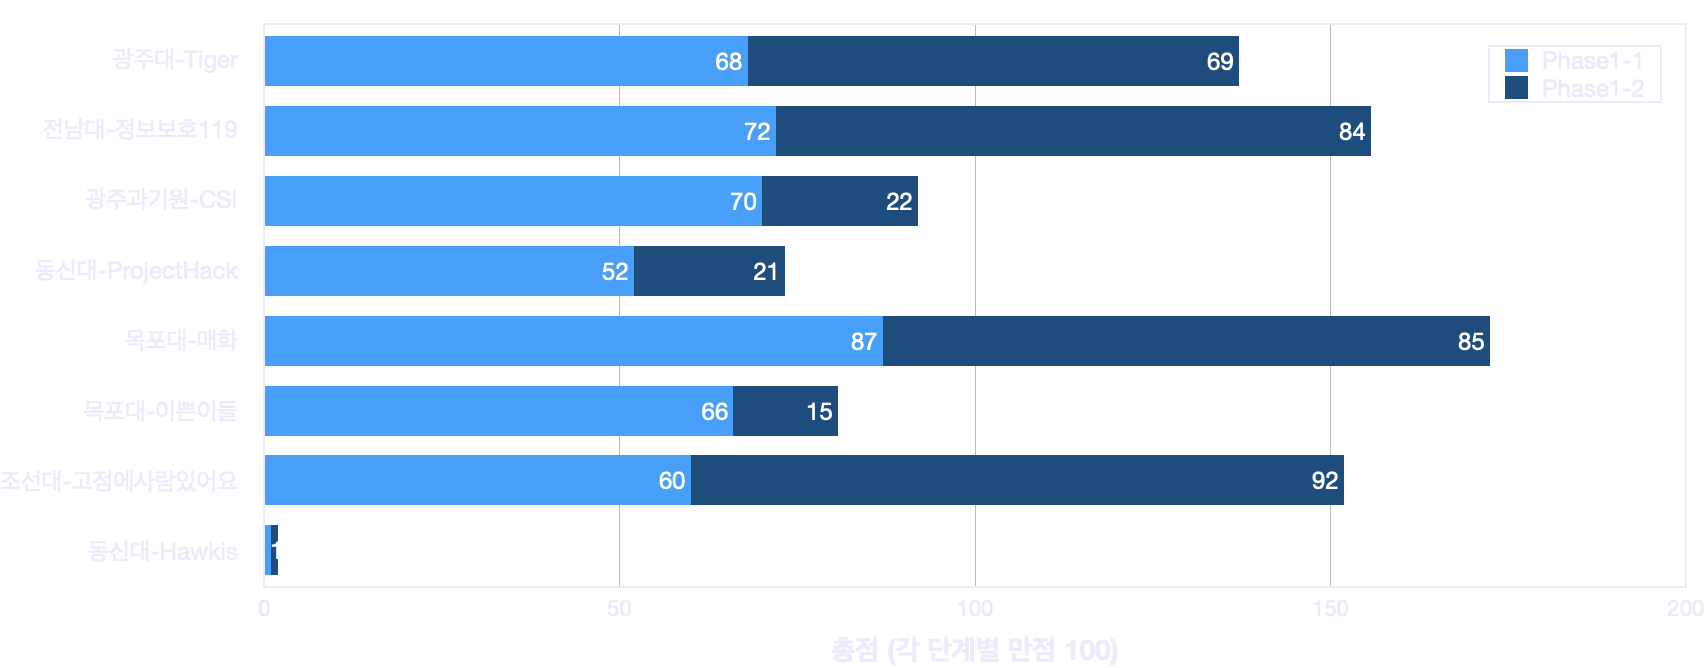 광주대-Tiger
68
69
Phase1-1
Phase1-2
전남대-정보보호119
72
84
광주과기원-CSI
70
22
동신대-ProjectHack
52
21
목포대-매화
87
85
목포대-이쁜이들
66
15
조선대-고점에사람있어요
60
92
동신대-Hawkis
1
0
50
100
150
200
총점 (각 단계별 만점 100)